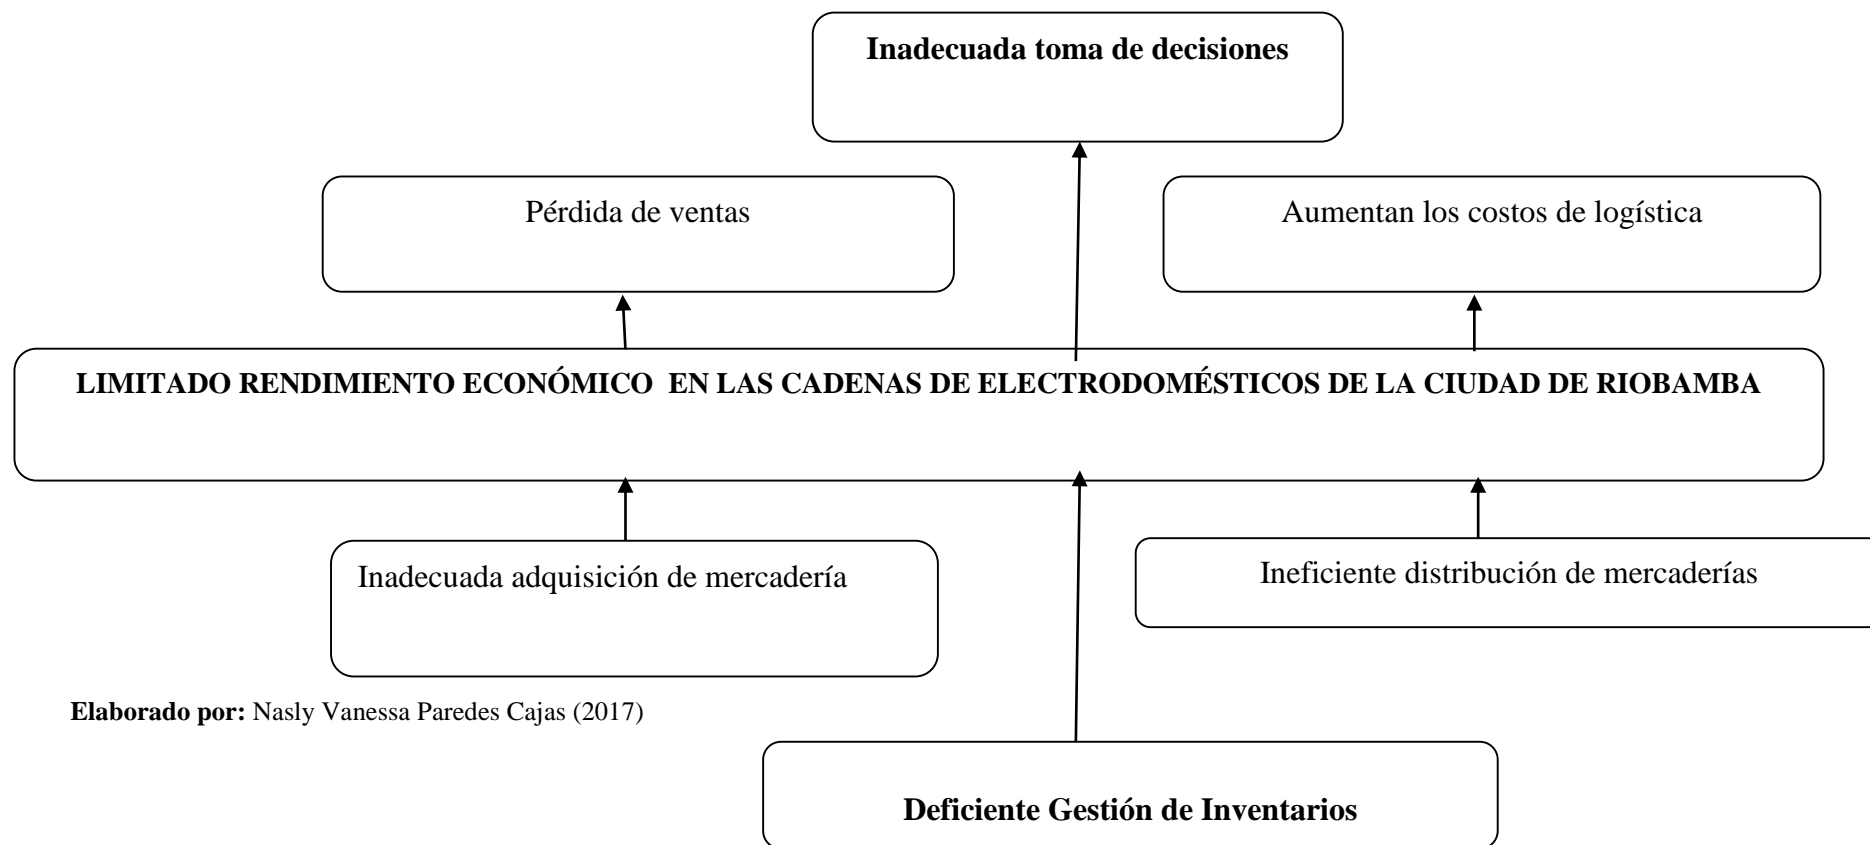 Inadecuada toma de decisiones
Pérdida de ventas
Aumentan los costos de logística
LIMITADO RENDIMIENTO ECONÓMICO  EN LAS CADENAS DE ELECTRODOMÉSTICOS DE LA CIUDAD DE RIOBAMBA
Inadecuada adquisición de mercadería
Ineficiente distribución de mercaderías
Elaborado por: Nasly Vanessa Paredes Cajas (2017)
Deficiente Gestión de Inventarios